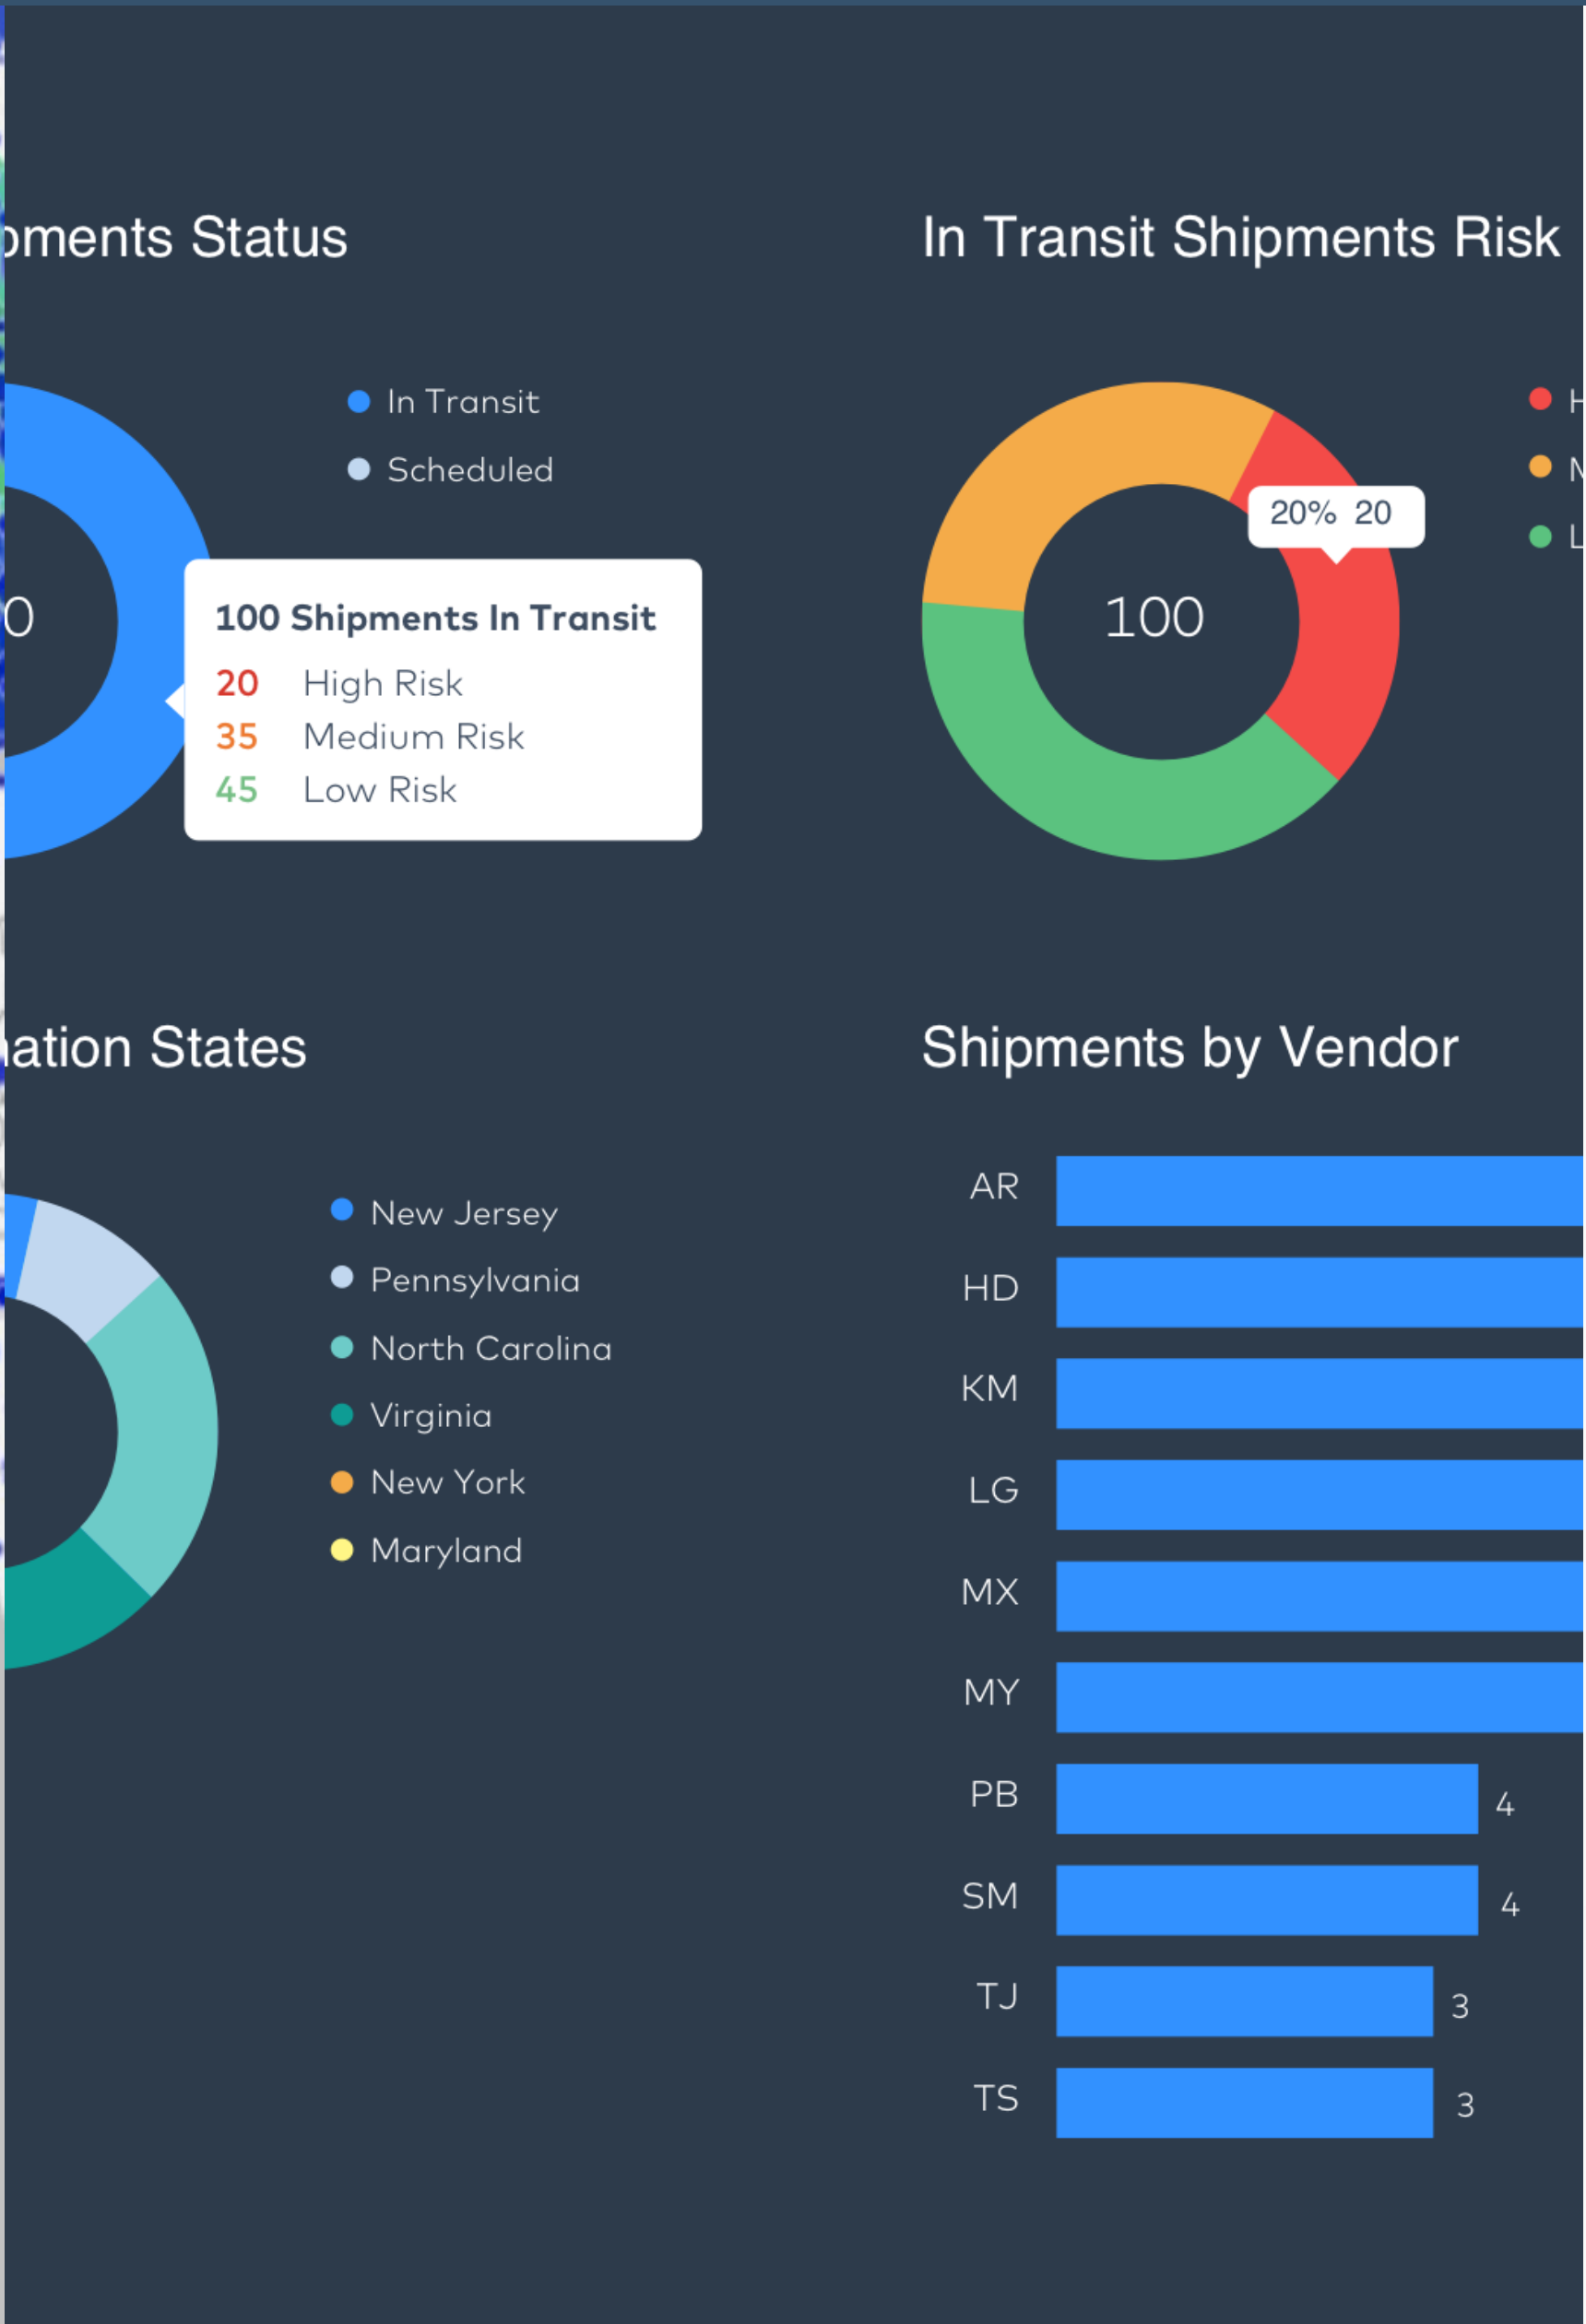 pments Status
In Transit
Scheduled
0
100 Shipments In Transit
20 High Risk
35 Medium Risk
45 Low Risk
In Transit Shipments Risk
20% 20
100
H
M
L
nation States
New Jersey
Pennsylvania
North Carolina
Virginia
New York
Maryland
Shipments by Vendor
AR
HD
KM
LG
MX
MY
PB 4
SM 4
TJ 3
TS 3